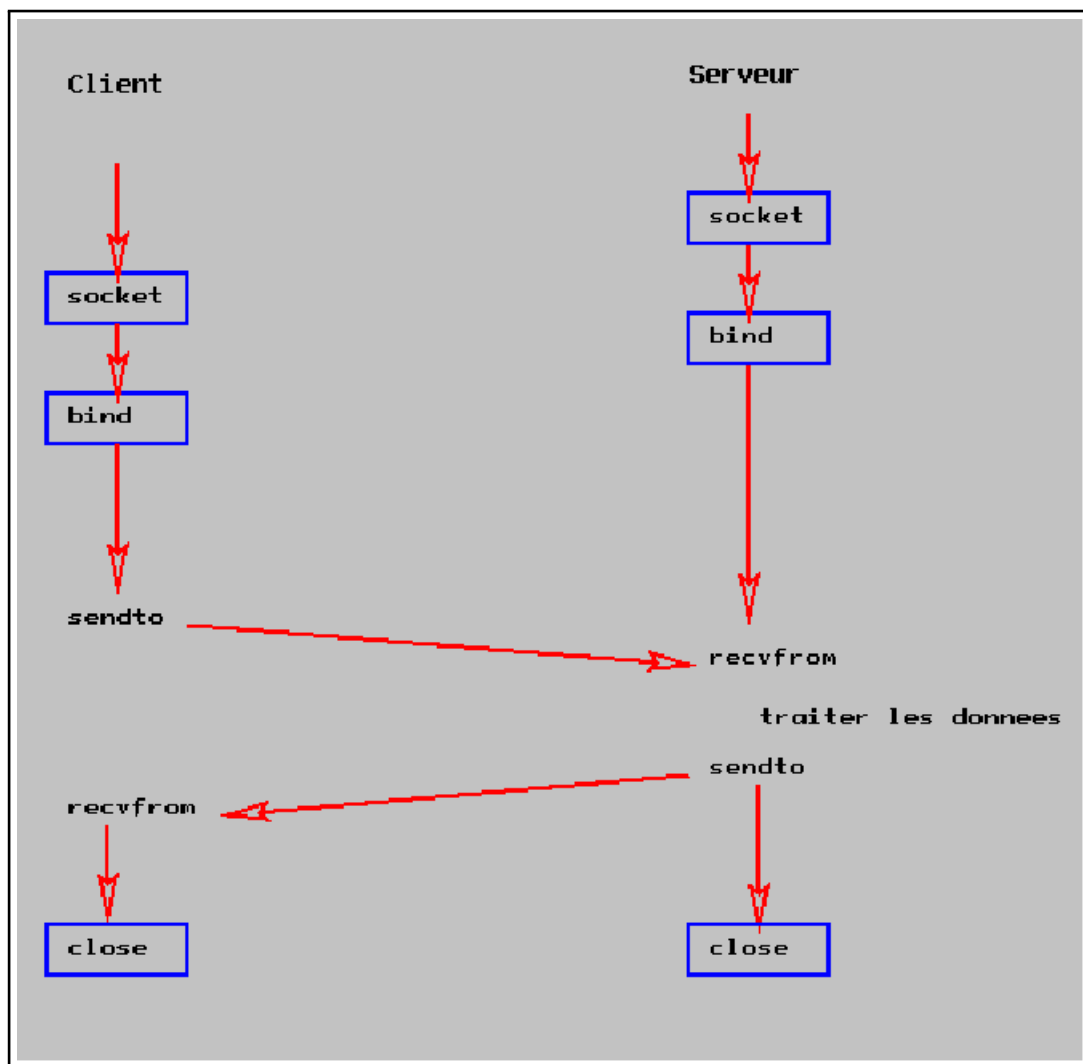 Client
socket
bind
sendto
recvfrom
close
Serveur
socket
bind
recvfrom
traiter les donnees
sendto
close